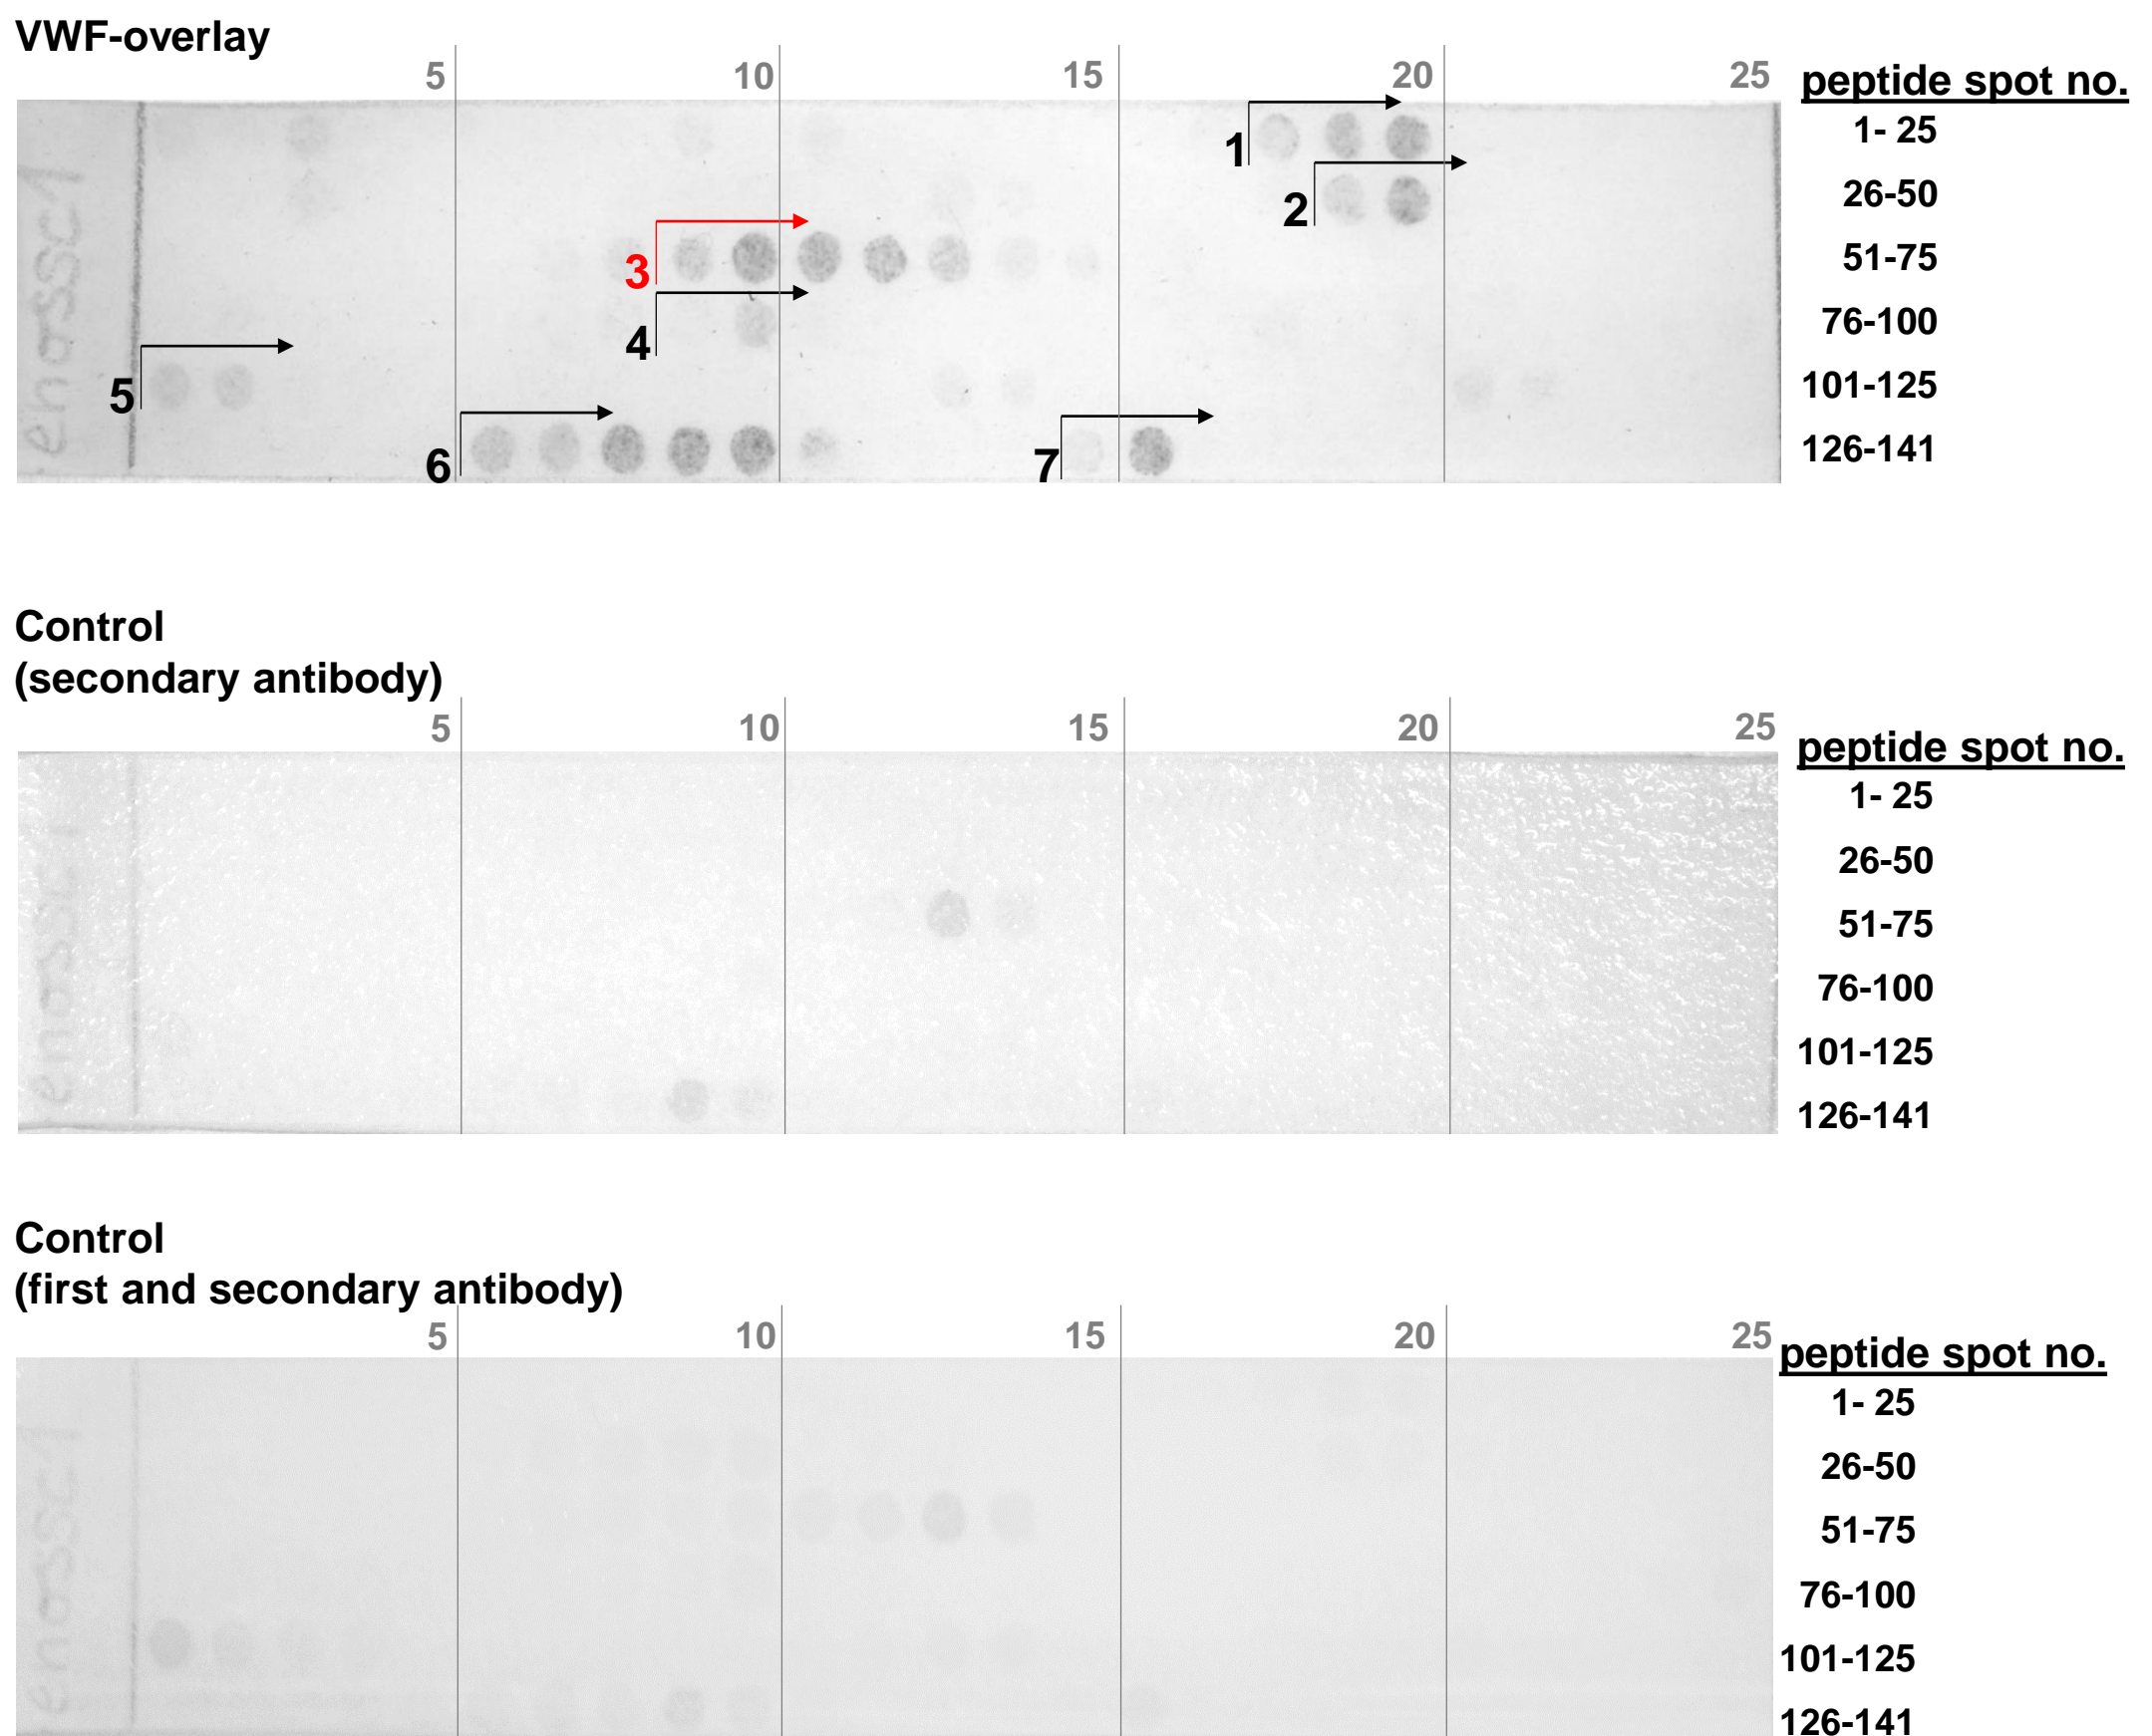 VWF-overlay
5 10 15 20 25 peptide spot no.
1 1- 25
2 26-50
3 51-75
4 76-100
5 101-125
6 7 126-141
Control
(secondary antibody)
5 10 15 20 25 peptide spot no.
1- 25
26-50
51-75
76-100
101-125
126-141
Control
(first and secondary antibody)
5 10 15 20 25 peptide spot no.
1- 25
26-50
51-75
76-100
101-125
126-141